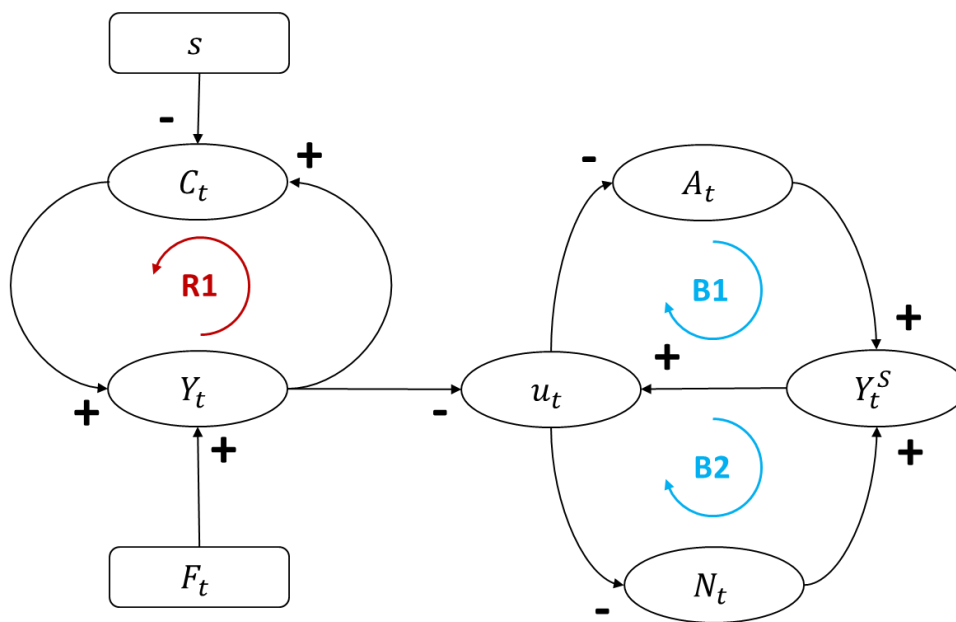 s
-
+
C_t
-
A_t
R1
B1
+
+
Y_t
+
-
u_t
Y_t^S
+
B2
+
F_t
-
N_t